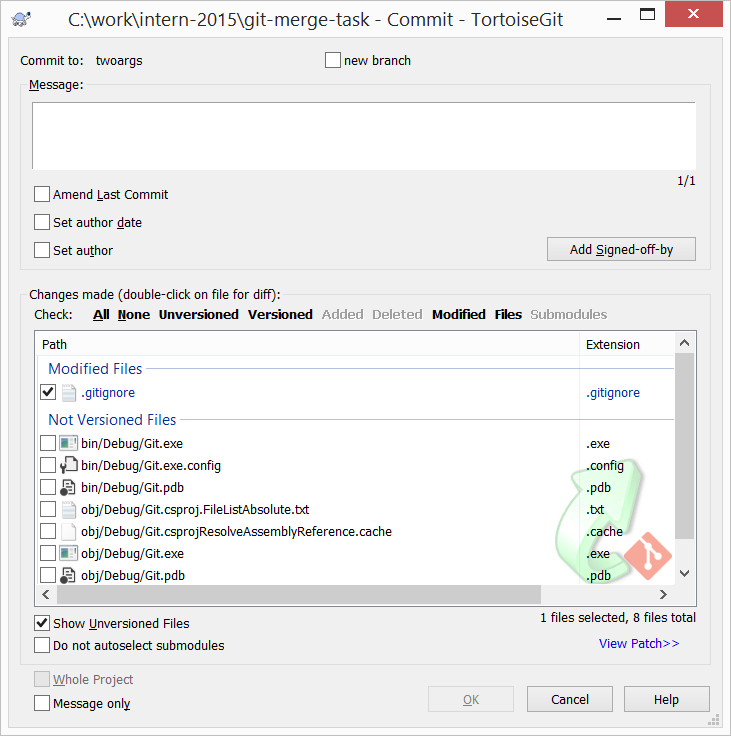 C:\work\intern-2015\git-merge-task - Commit - TortoiseGit
Commit to: twoargs new branch
Message:
1/1
Amend Last Commit
Set author date
Set author Add Signed-off-by
Changes made (double-click on file for diff):
Check: All None Unversioned Versioned Added Deleted Modified Files Submodules
Path Extension
Modified Files
.gitignore .gitignore
Not Versioned Files
bin/Debug/Git.exe .exe
bin/Debug/Git.exe.config .config
bin/Debug/Git.pdb .pdb
obj/Debug/Git.csproj.FileListAbsolute.txt .txt
obj/Debug/Git.csprojResolveAssemblyReference.cache .cache
obj/Debug/Git.exe .exe
obj/Debug/Git.pdb .pdb
Show Unversioned Files 1 files selected, 8 files total
Do not autoselect submodules View Patch>>
Whole Project
Message only OK Cancel Help